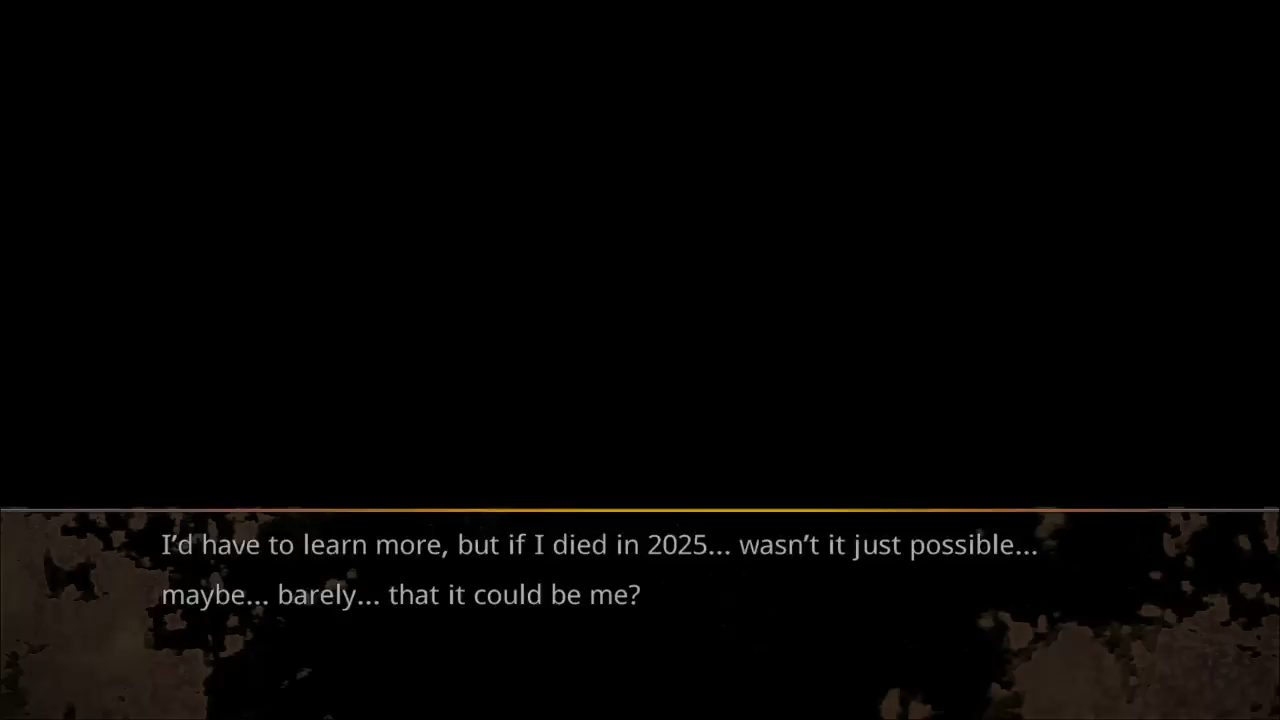 I’d have to learn more, but if I died in 2025... wasn’t it just possible...
maybe... barely... that it could be me?